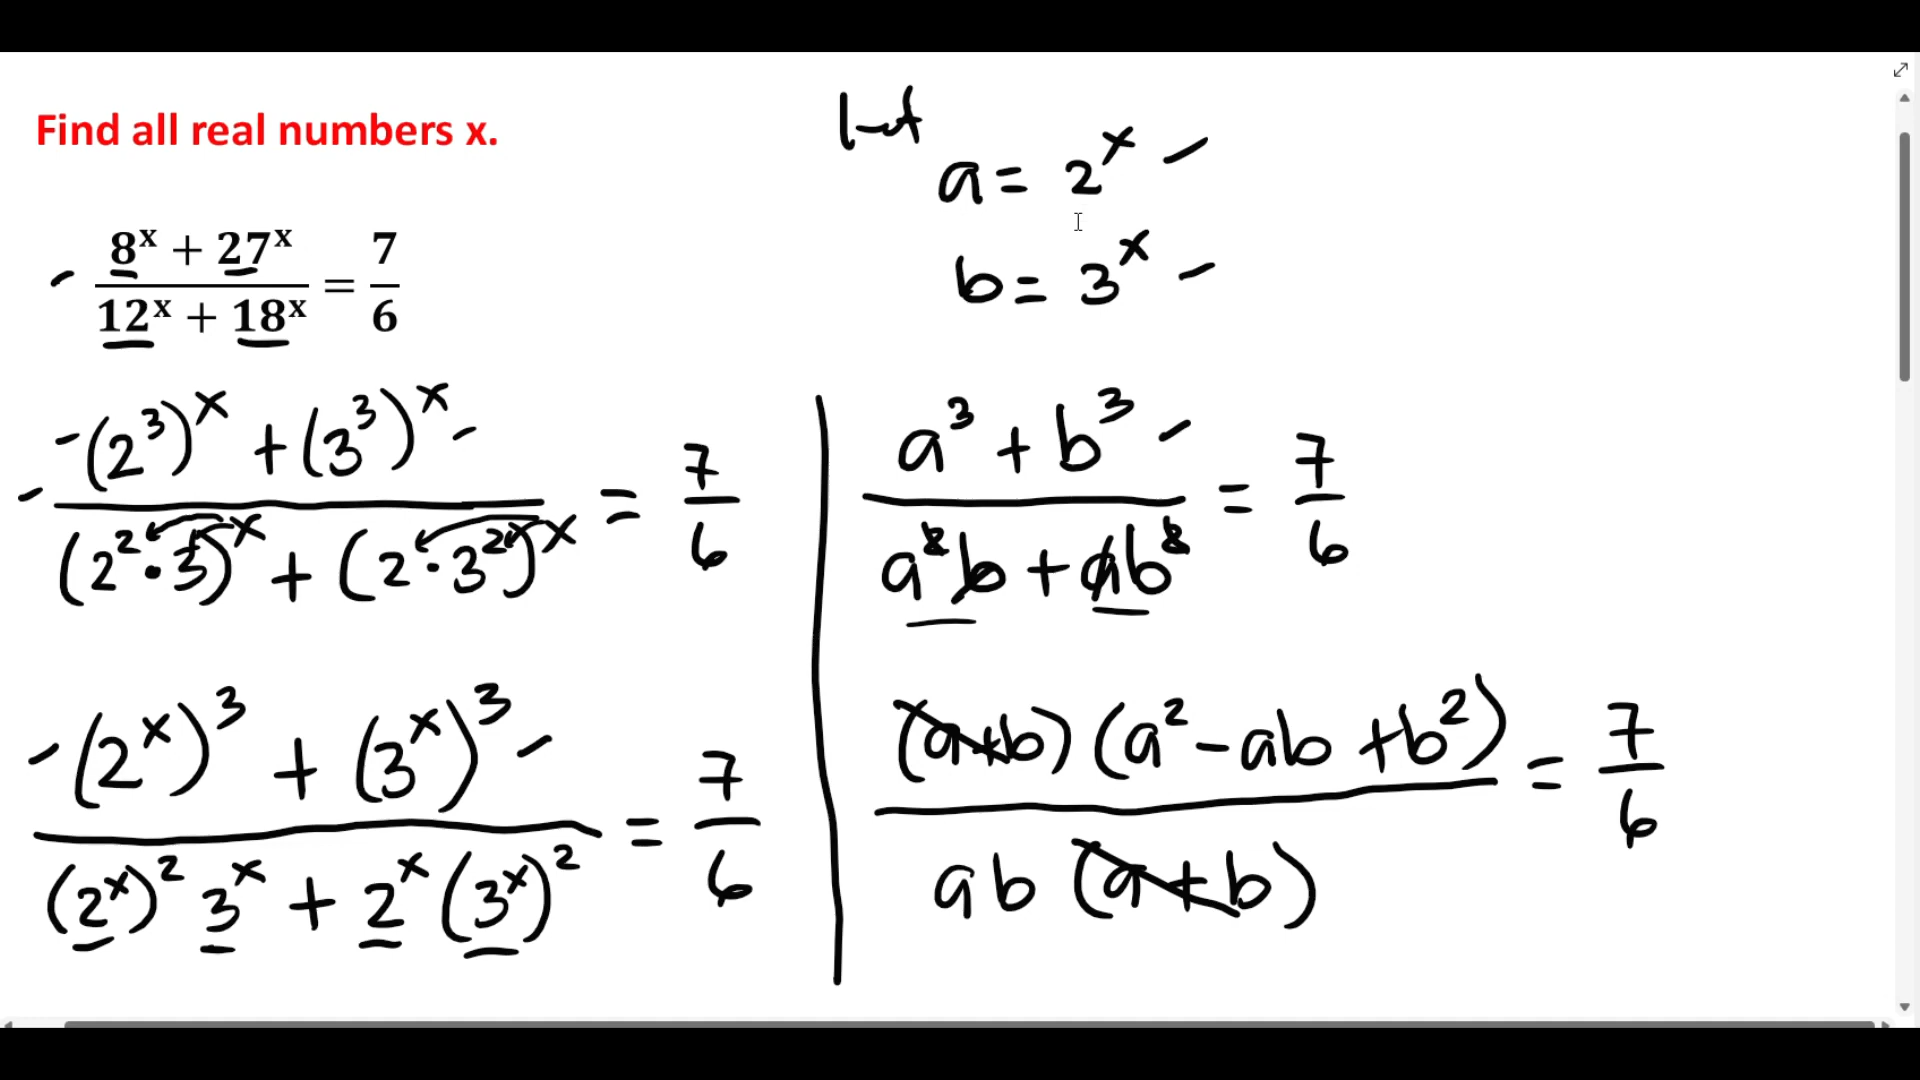 Find all real numbers x.
8^x + 27^x / 12^x + 18^x = 7/6
(2^3)^x + (3^3)^x / (2^2 · 3)^x + (2 · 3^2)^x = 7/6
(2^x)^3 + (3^x)^3 / (2^x)^2 3^x + 2^x (3^x)^2 = 7/6
let
a = 2^x
b = 3^x
a^3 + b^3 / a^2 b + ab^2 = 7/6
(a+b) (a^2 - ab + b^2) / ab (a+b) = 7/6